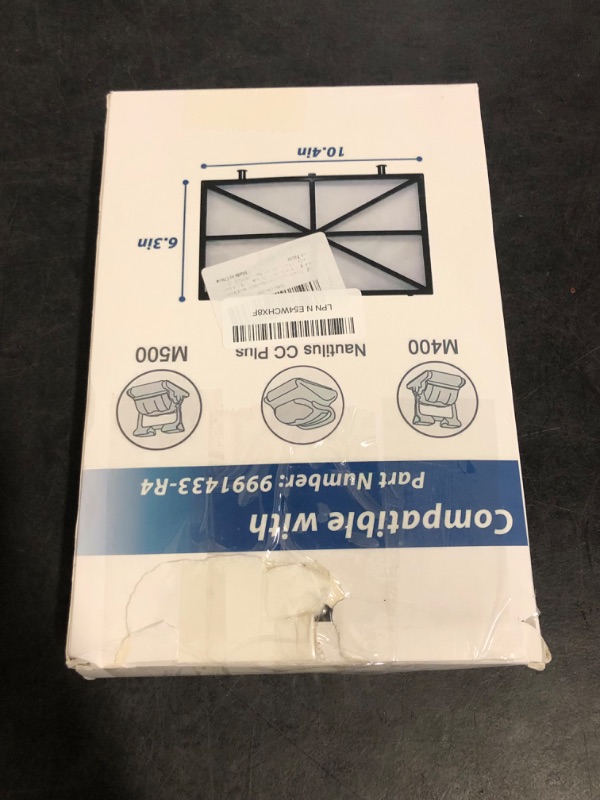 Compatible with
Part Number: 9991433-R4
M400
Nautilus CC Plus
M500
LPN N E54WCHX8F
6.3in
10.4in